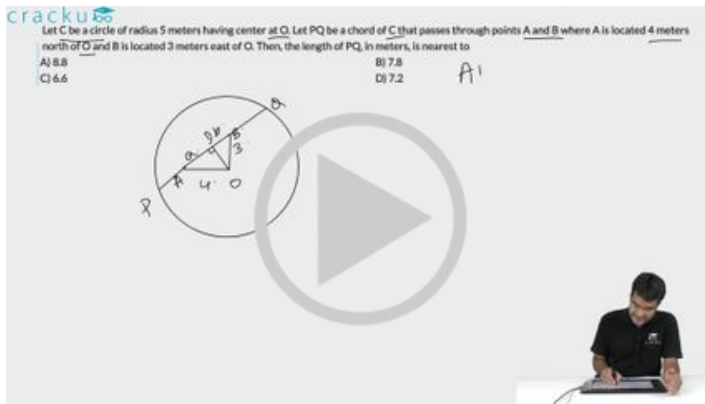 cracku
Let C be a circle of radius 5 meters having center at O. Let PQ be a chord of C that passes through points A and B where A is located 4 meters
north of O and B is located 3 meters east of O. Then, the length of PQ, in meters, is nearest to
A) 8.8
B) 7.8
C) 6.6
D) 7.2
A
Q
B
a
3
A
4
O
P